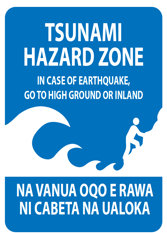 TSUNAMI
HAZARD ZONE
IN CASE OF EARTHQUAKE,
GO TO HIGH GROUND OR INLAND
NA VANUA OQO E RAWA
NI CABETA NA UALOKA